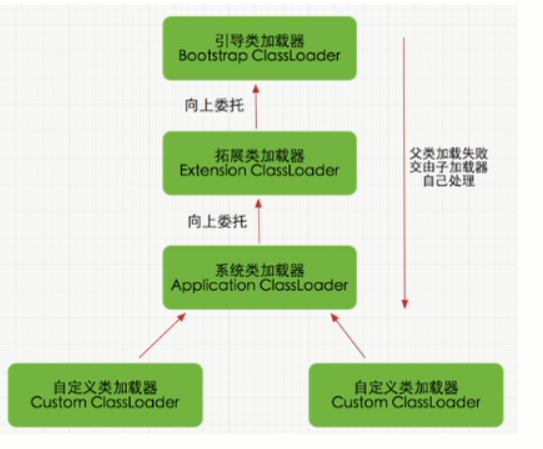 引导类加载器
Bootstrap ClassLoader
向上委托
拓展类加载器
Extension ClassLoader
父类加载失败
交由子加载器
自己处理
向上委托
系统类加载器
Application ClassLoader
自定义类加载器
Custom ClassLoader
自定义类加载器
Custom ClassLoader